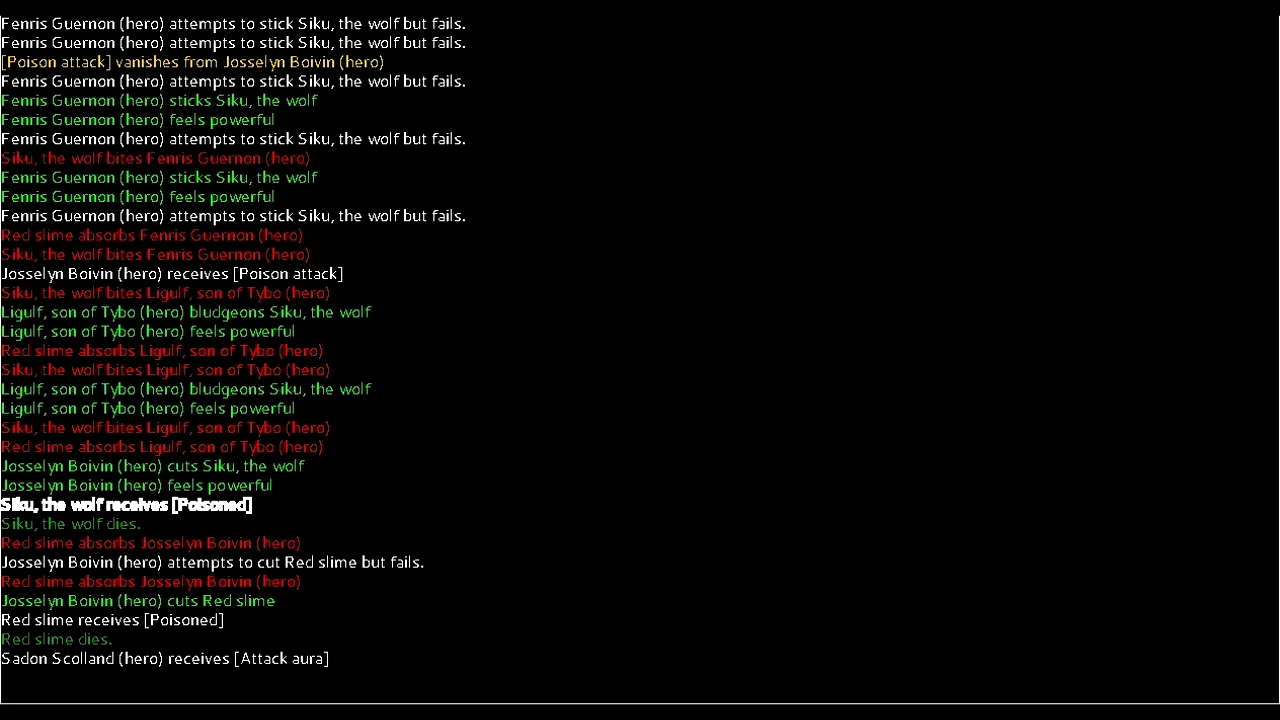 Fenris Guernon (hero) attempts to stick Siku, the wolf but fails.
Fenris Guernon (hero) attempts to stick Siku, the wolf but fails.
[Poison attack] vanishes from Josselyn Boivin (hero)
Fenris Guernon (hero) attempts to stick Siku, the wolf but fails.
Fenris Guernon (hero) sticks Siku, the wolf
Fenris Guernon (hero) feels powerful
Fenris Guernon (hero) attempts to stick Siku, the wolf but fails.
Siku, the wolf bites Fenris Guernon (hero)
Fenris Guernon (hero) sticks Siku, the wolf
Fenris Guernon (hero) feels powerful
Fenris Guernon (hero) attempts to stick Siku, the wolf but fails.
Red slime absorbs Fenris Guernon (hero)
Siku, the wolf bites Fenris Guernon (hero)
Josselyn Boivin (hero) receives [Poison attack]
Siku, the wolf bites Ligulf, son of Tybo (hero)
Ligulf, son of Tybo (hero) bludgeons Siku, the wolf
Ligulf, son of Tybo (hero) feels powerful
Red slime absorbs Ligulf, son of Tybo (hero)
Siku, the wolf bites Ligulf, son of Tybo (hero)
Ligulf, son of Tybo (hero) bludgeons Siku, the wolf
Ligulf, son of Tybo (hero) feels powerful
Siku, the wolf bites Ligulf, son of Tybo (hero)
Red slime absorbs Ligulf, son of Tybo (hero)
Josselyn Boivin (hero) cuts Siku, the wolf
Josselyn Boivin (hero) feels powerful
Siku, the wolf receives [Poisoned]
Siku, the wolf dies.
Red slime absorbs Josselyn Boivin (hero)
Josselyn Boivin (hero) attempts to cut Red slime but fails.
Red slime absorbs Josselyn Boivin (hero)
Josselyn Boivin (hero) cuts Red slime
Red slime receives [Poisoned]
Red slime dies.
Sadon Scolland (hero) receives [Attack aura]